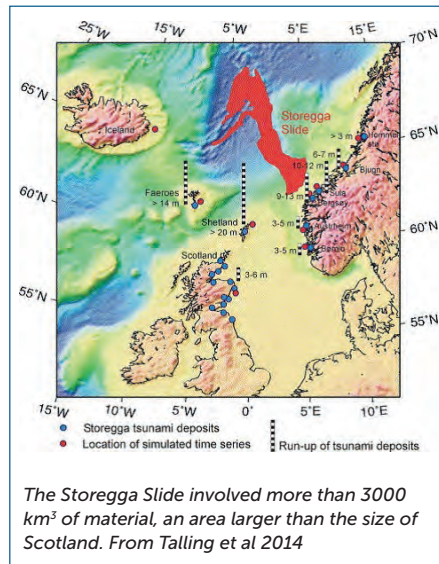 25°W 15°W 5°W 5°E 15°E 70°N
65°N
Storegga
Slide
Iceland
> 3 m
65°N
6-7 m
10-12 m
Bjugn
60°N
Faeroes
> 14 m
9-13 m
Sula
Bergsøy
Shetland
> 20 m
3-5 m
60°N
3-5 m
Bømlo
Scotland
3-6 m
55°N
55°N
15°W 10°W 5°W 0° 5°E 10°E
Storegga tsunami deposits
Location of simulated time series
Run-up of tsunami deposits
The Storegga Slide involved more than 3000
km³ of material, an area larger than the size of
Scotland. From Talling et al 2014